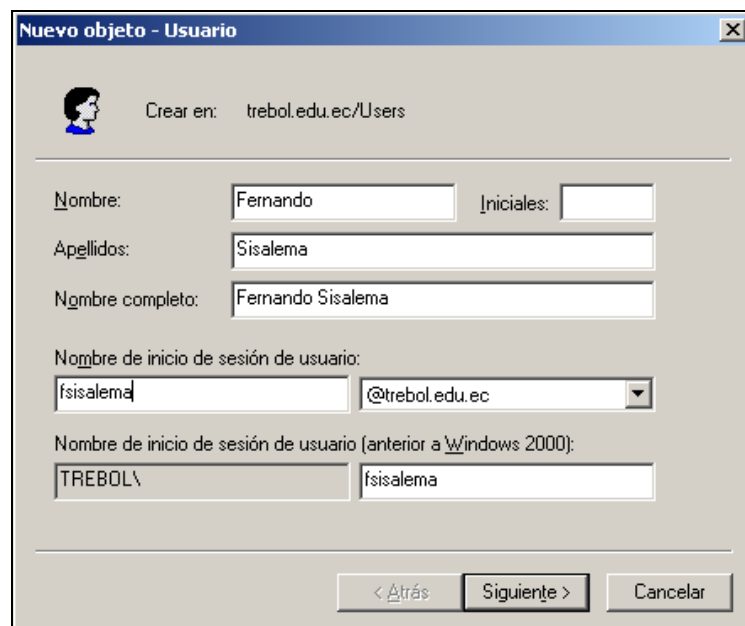 Nuevo objeto - Usuario
Crear en: trebol.edu.ec/Users
Nombre: Fernando Iniciales:
Apellidos: Sisalema
Nombre completo: Fernando Sisalema
Nombre de inicio de sesión de usuario:
fsisalema @trebol.edu.ec
Nombre de inicio de sesión de usuario (anterior a Windows 2000):
TREBOL\ fsisalema
< Atrás Siguiente > Cancelar